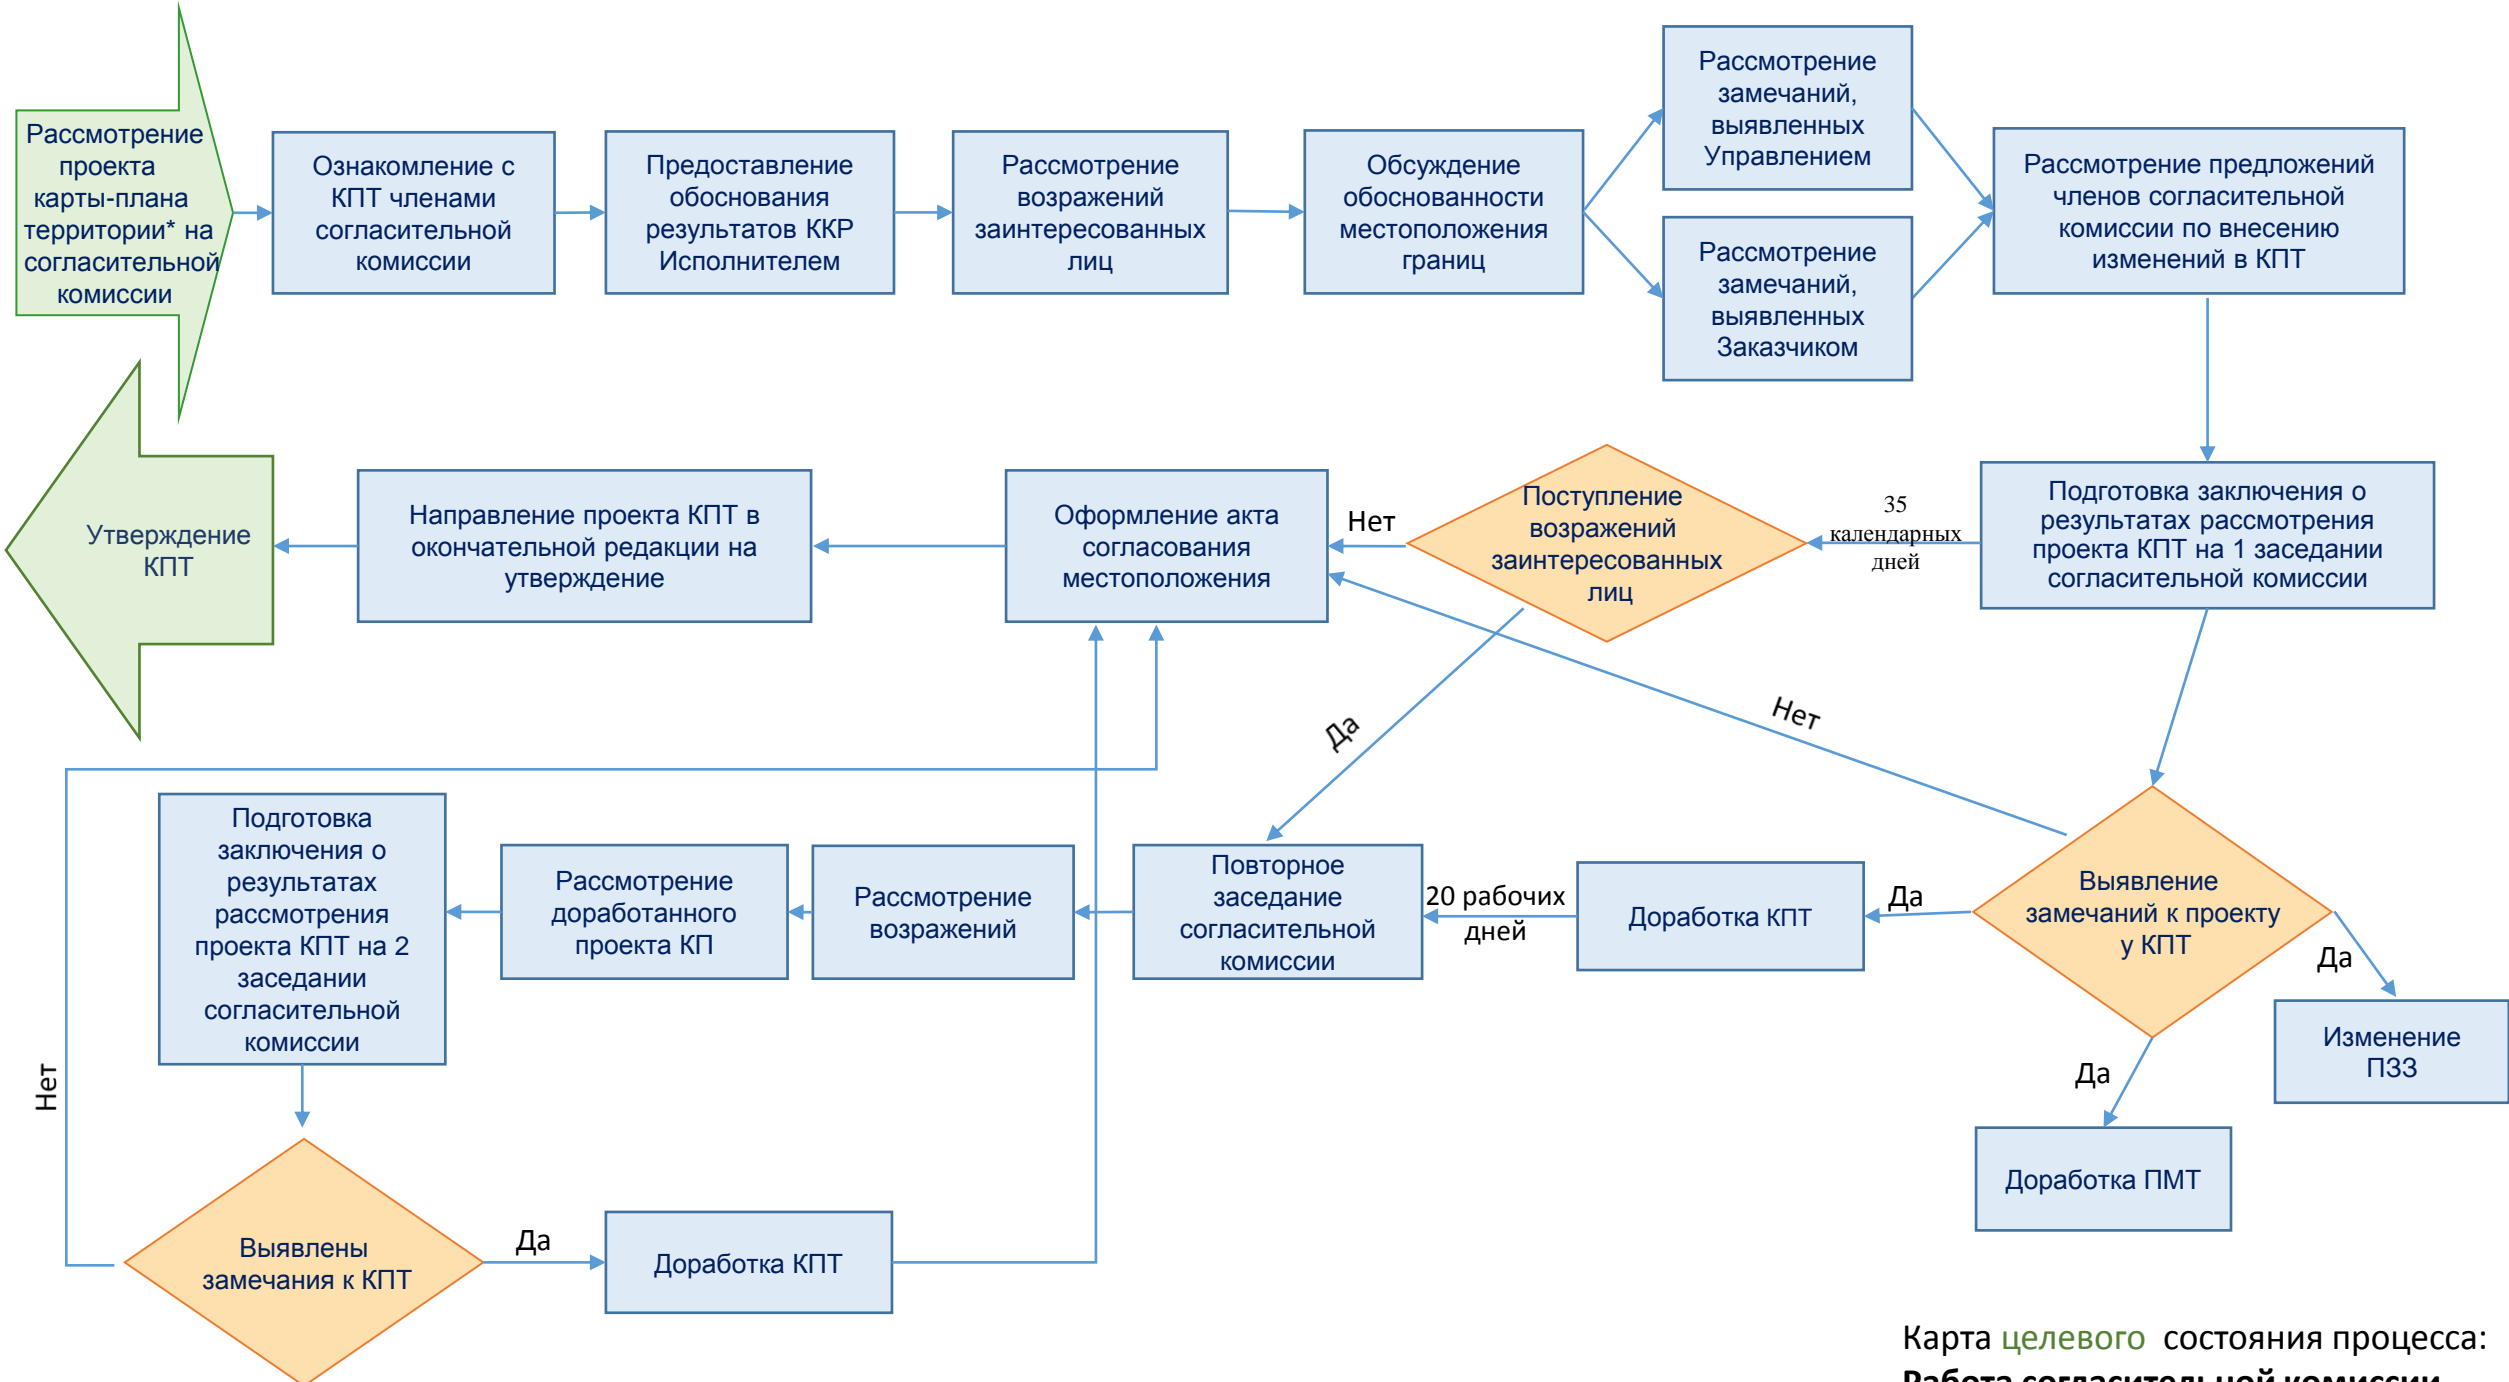 Рассмотрение
проекта
карты-плана
территории* на
согласительной
комиссии
Ознакомление с
КПТ членами
согласительной
комиссии
Предоставление
обоснования
результатов ККР
Исполнителем
Рассмотрение
возражений
заинтересованных
лиц
Обсуждение
обоснованности
местоположения
границ
Рассмотрение
замечаний,
выявленных
Управлением
Рассмотрение
замечаний,
выявленных
Заказчиком
Рассмотрение предложений
членов согласительной
комиссии по внесению
изменений в КПТ
Утверждение
КПТ
Направление проекта КПТ в
окончательной редакции на
утверждение
Оформление акта
согласования
местоположения
Нет
Поступление
возражений
заинтересованных
лиц
35
календарных
дней
Подготовка заключения о
результатах рассмотрения
проекта КПТ на 1 заседании
согласительной комиссии
Да
Нет
Подготовка
заключения о
результатах
рассмотрения
проекта КПТ на 2
заседании
согласительной
комиссии
Рассмотрение
доработанного
проекта КП
Рассмотрение
возражений
Повторное
заседание
согласительной
комиссии
20 рабочих
дней
Доработка КПТ
Да
Выявление
замечаний к проекту
у КПТ
Да
Изменение
ПЗЗ
Да
Доработка ПМТ
Нет
Выявлены
замечания к КПТ
Да
Доработка КПТ
Карта целевого состояния процесса:
Работа согласительной комиссии